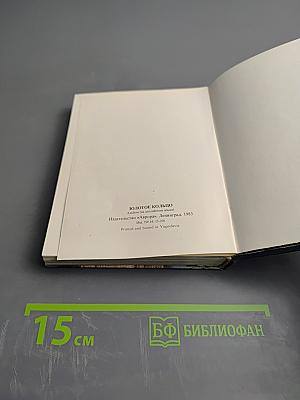 ЗОЛОТОЕ КОЛЬЦО
Издательство «Аврора». Ленинград. 1983
Printed and bound in Yugoslavia
15 см
БФ БИБЛИОФАН